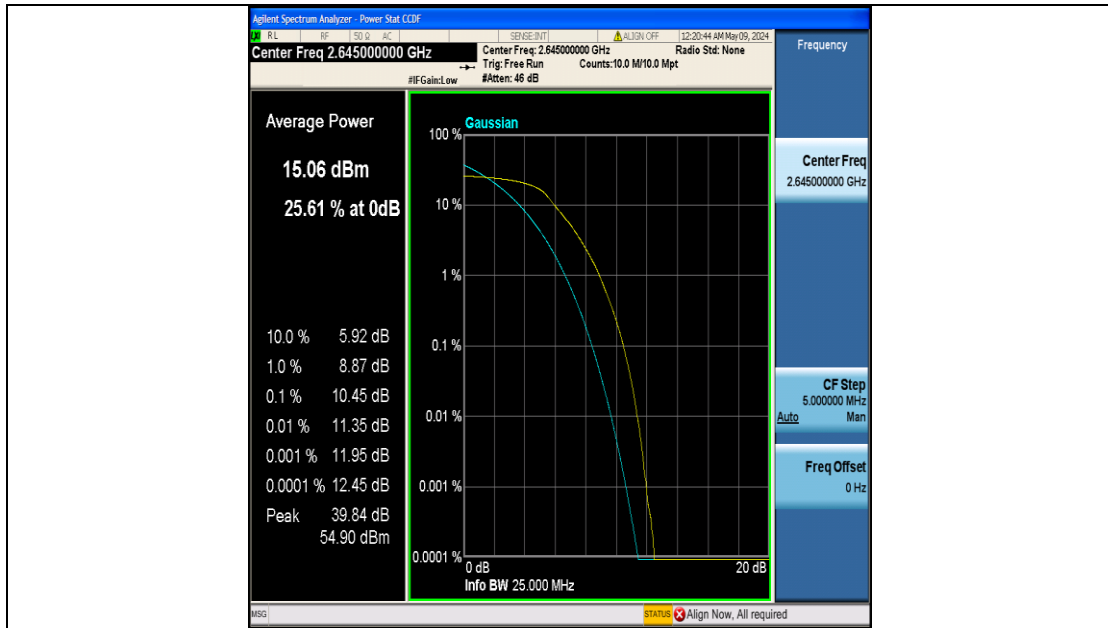 Agilent Spectrum Analyzer - Power Stat CCDF
RL RF 50 Ω AC SENSE:INT ALIGN OFF 12:20:44 AM May 09, 2024
Center Freq 2.645000000 GHz
Center Freq: 2.645000000 GHz Radio Std: None
Trig: Free Run Counts:10.0 M/10.0 Mpt
#IFGain:Low #Atten: 46 dB
Frequency
Average Power
15.06 dBm
25.61 % at 0dB
10.0 % 5.92 dB
1.0 % 8.87 dB
0.1 % 10.45 dB
0.01 % 11.35 dB
0.001 % 11.95 dB
0.0001 % 12.45 dB
Peak 39.84 dB
54.90 dBm
Gaussian
100 %
10 %
1 %
0.1 %
0.01 %
0.001 %
0.0001 %
0 dB 20 dB
Info BW 25.000 MHz
Center Freq
2.645000000 GHz
CF Step
5.000000 MHz
Auto Man
Freq Offset
0 Hz
MSG STATUS Align Now, All required